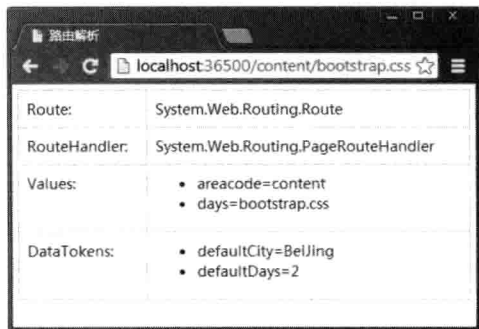 路由解析
localhost:36500/content/bootstrap.css
Route: System.Web.Routing.Route
RouteHandler: System.Web.Routing.PageRouteHandler
Values: • areacode=content
• days=bootstrap.css
DataTokens: • defaultCity=BeiJing
• defaultDays=2